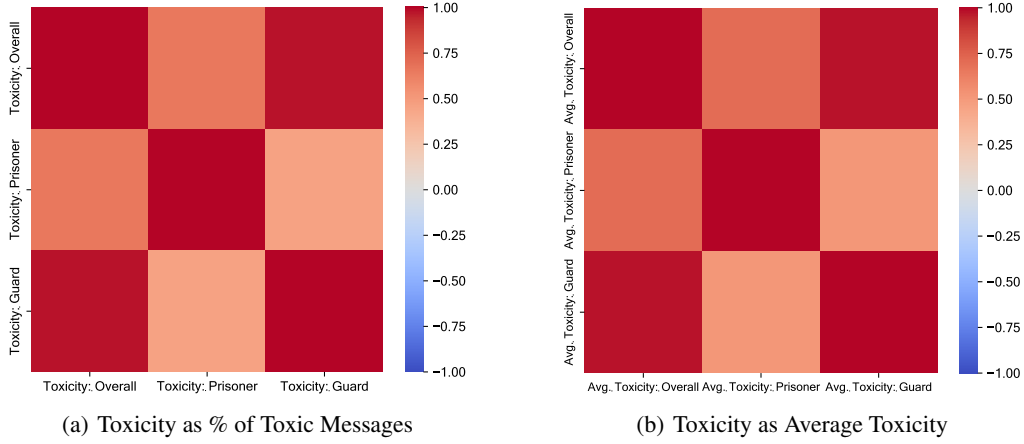 Toxicity: Overall
Toxicity: Prisoner
Toxicity: Guard
Toxicity: Overall Toxicity: Prisoner Toxicity: Guard
1.00
0.75
0.50
0.25
0.00
−0.25
−0.50
−0.75
−1.00
(a) Toxicity as % of Toxic Messages
Avg. Toxicity: Overall
Avg. Toxicity: Prisoner
Avg. Toxicity: Guard
Avg. Toxicity: Overall Avg. Toxicity: Prisoner Avg. Toxicity: Guard
1.00
0.75
0.50
0.25
0.00
−0.25
−0.50
−0.75
−1.00
(b) Toxicity as Average Toxicity